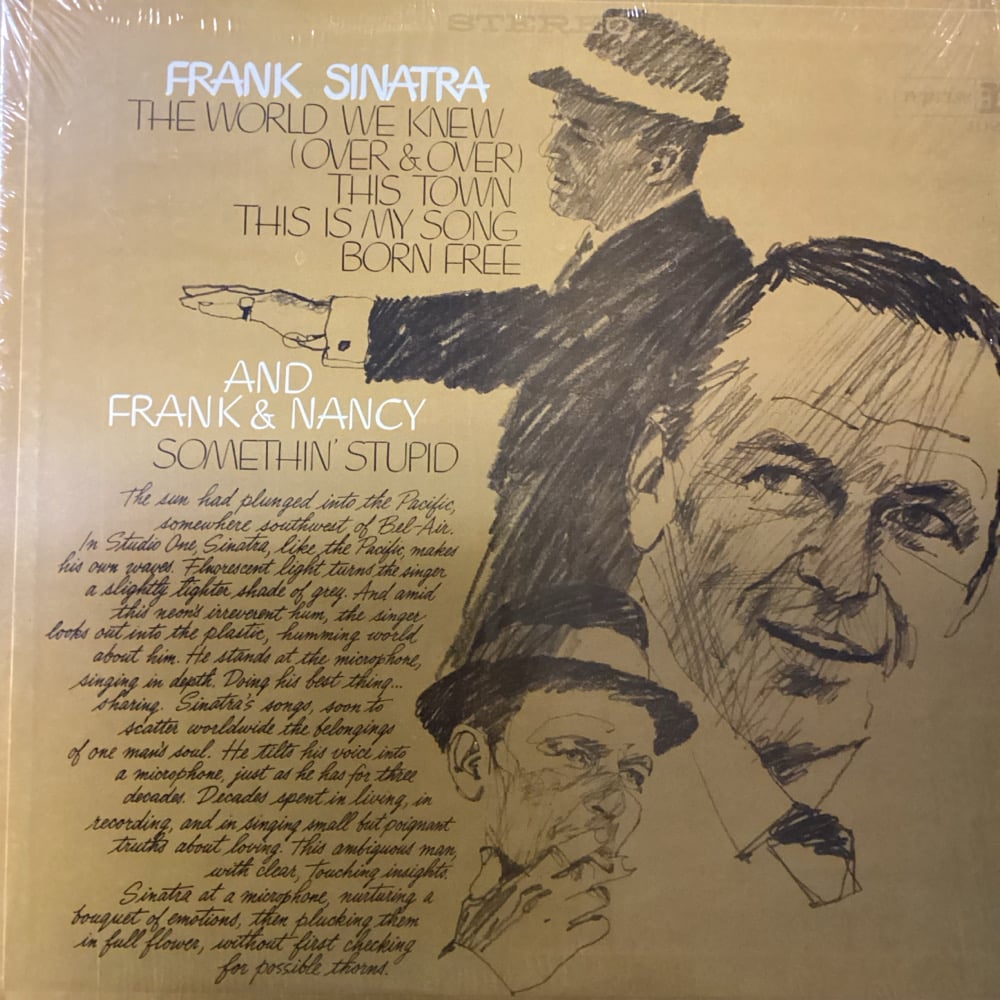 STEREO
FRANK SINATRA
THE WORLD WE KNEW
(OVER & OVER)
THIS TOWN
THIS IS MY SONG
BORN FREE
AND
FRANK & NANCY
SOMETHIN' STUPID
The sun had plunged into the Pacific,
somewhere southwest of Bel-Air.
In Studio One, Sinatra, like the Pacific, makes
his own waves. Fluorescent light turns the singer
a slightly lighter shade of grey. And amid
this neon's irreverent hum, the singer
looks out into the plastic, humming world
about him. He stands at the microphone,
singing in depth. Doing his best thing...
sharing. Sinatra's songs, soon to
scatter worldwide the belongings
of one man's soul. He tilts his voice into
a microphone, just as he has for three
decades. Decades spent in living, in
recording, and in singing small but poignant
truths about loving. This ambiguous man,
with clear, touching insights.
Sinatra at a microphone, nurturing a
bouquet of emotions, then plucking them
in full flower, without first checking
for possible thorns.